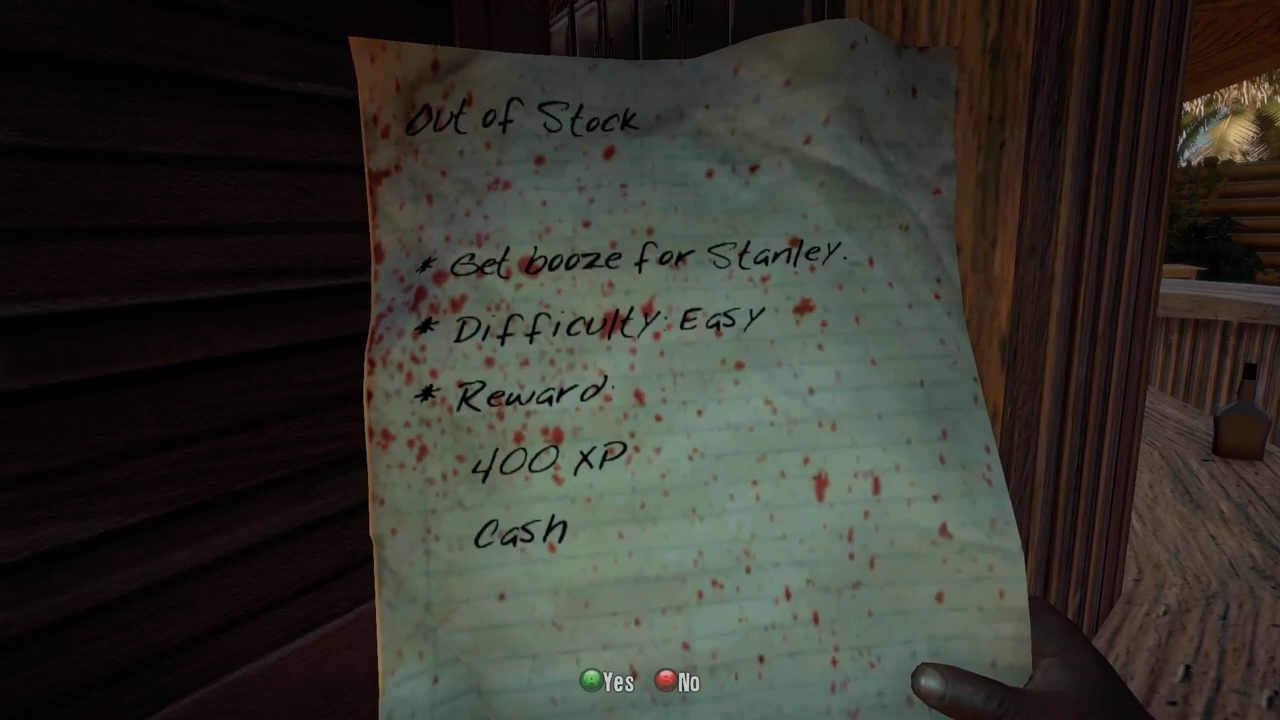 Out of Stock
* Get booze for Stanley.
* Difficulty: Easy
* Reward:
400 XP
Cash
A Yes B No